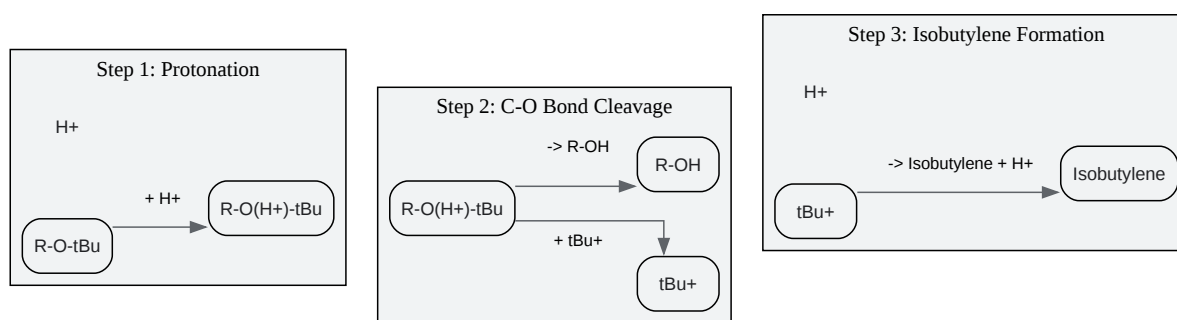 Step 1: Protonation
H+
+ H+
R-O(H+)-tBu
R-O-tBu
Step 2: C-O Bond Cleavage
-> R-OH
R-OH
R-O(H+)-tBu
+ tBu+
tBu+
Step 3: Isobutylene Formation
H+
-> Isobutylene + H+
Isobutylene
tBu+